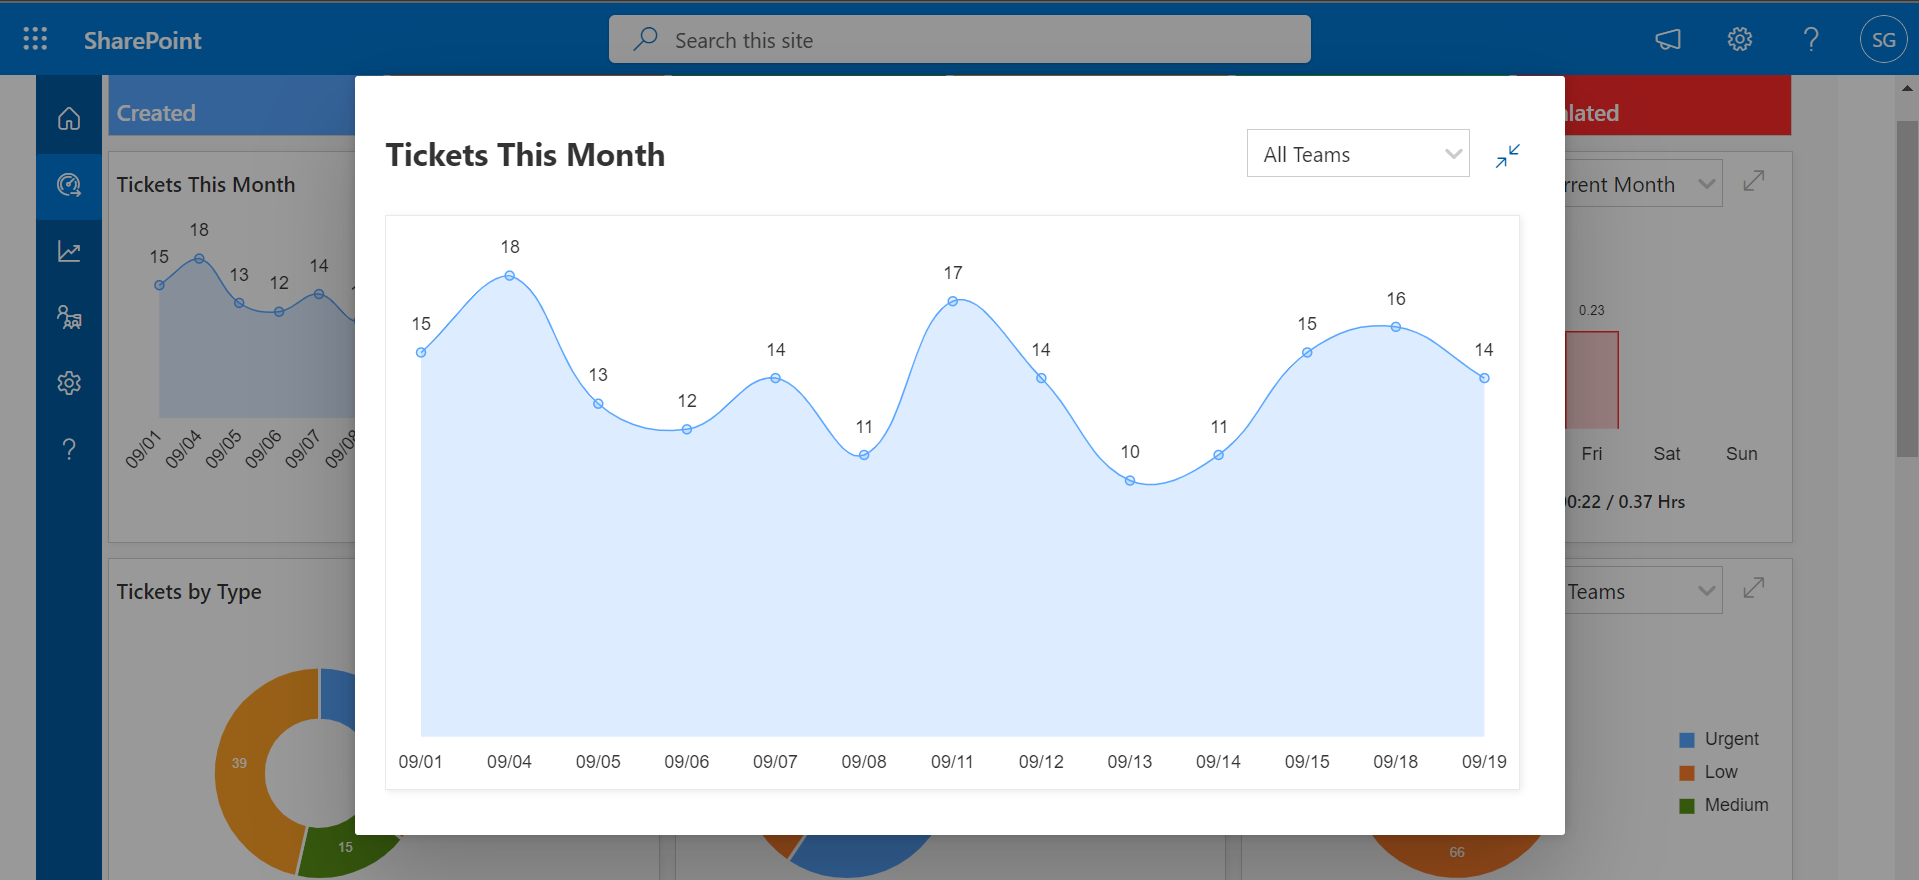 SharePoint
Search this site
SG
Created
lated
Tickets This Month
18
15
13
12
14
09/01
09/04
09/05
09/06
09/07
09/08
Tickets This Month
All Teams
15
18
13
12
14
11
17
14
10
11
15
16
14
09/01
09/04
09/05
09/06
09/07
09/08
09/11
09/12
09/13
09/14
09/15
09/18
09/19
rrent Month
0.23
Fri
Sat
Sun
0:22 / 0.37 Hrs
Tickets by Type
39
15
Teams
Urgent
Low
Medium
66